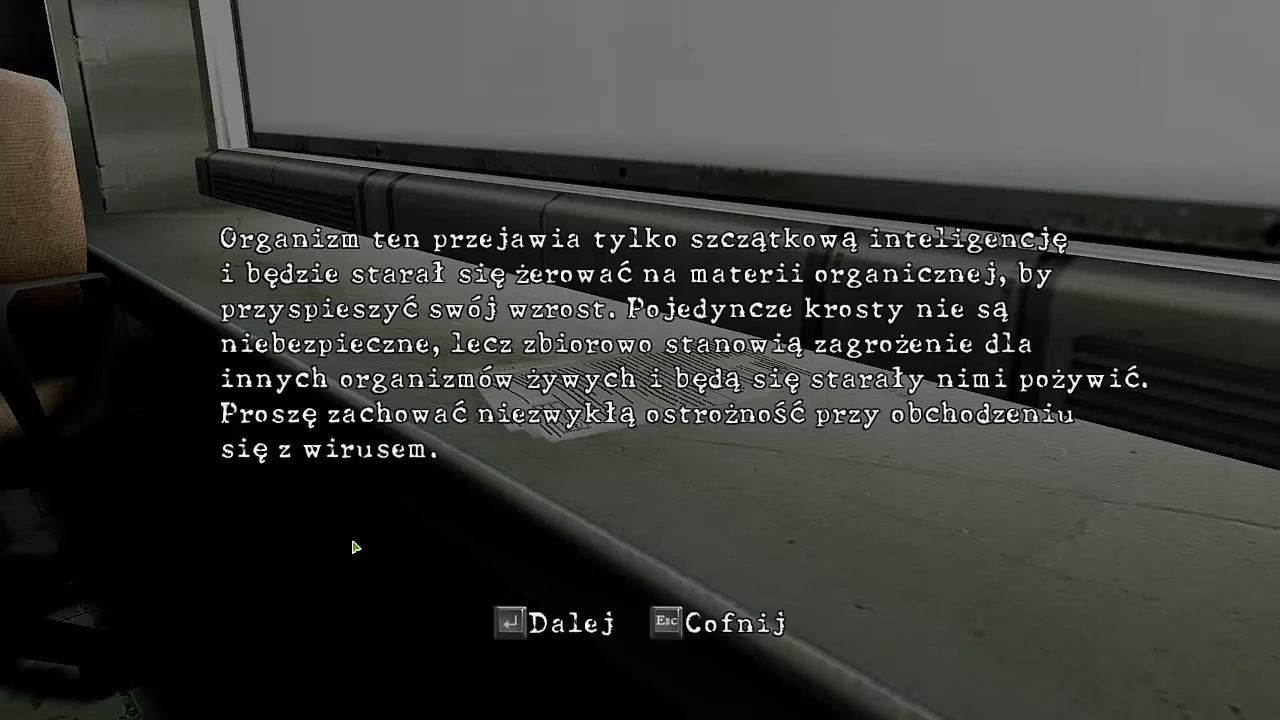 Organizm ten przejawia tylko szczątkową inteligencję
i będzie starał się żerować na materii organicznej, by
przyspieszyć swój wzrost. Pojedyncze krosty nie są
niebezpieczne, lecz zbiorowo stanowią zagrożenie dla
innych organizmów żywych i będą się starały nimi pożywić.
Proszę zachować niezwykłą ostrożność przy obchodzeniu
się z wirusem.
Dalej Esc Cofnij